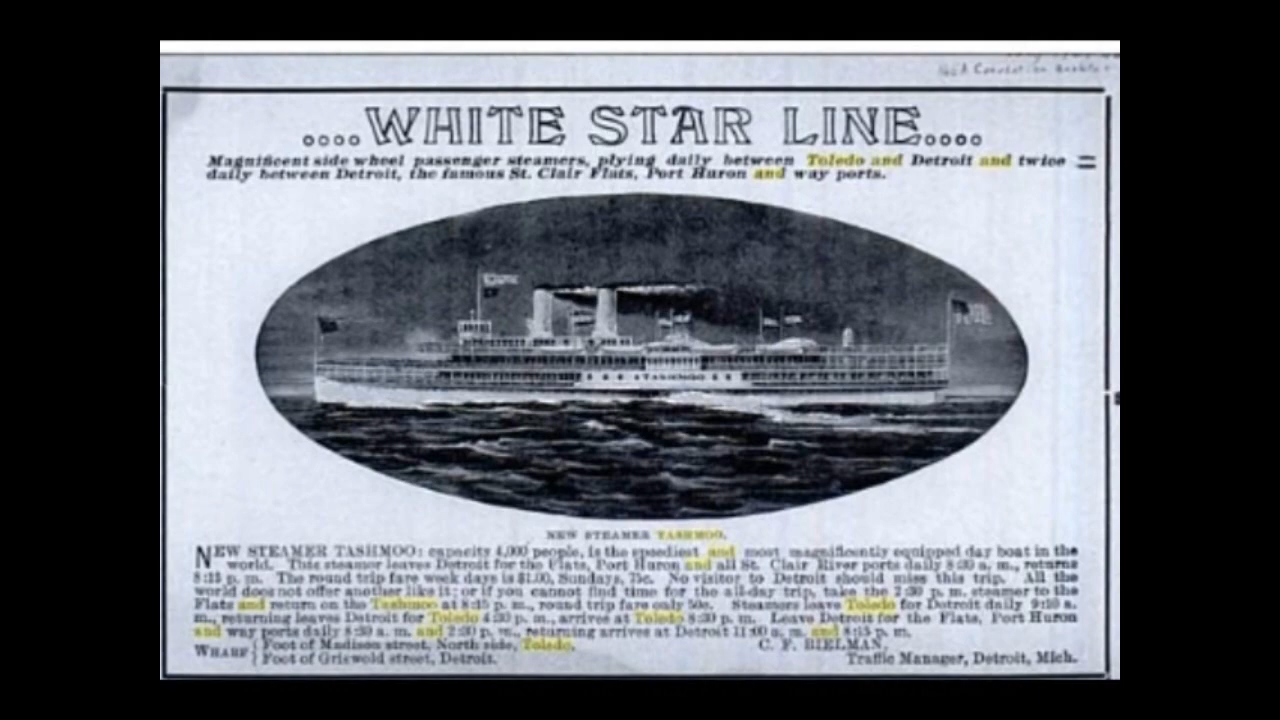 ....WHITE STAR LINE....
Magnificent side wheel passenger steamers, plying daily between Toledo and Detroit and twice
daily between Detroit, the famous St. Clair Flats, Port Huron and way ports.
TASHMOO
NEW STEAMER TASHMOO.
NEW STEAMER TASHMOO: capacity 4,000 people, is the speediest and most magnificently equipped day boat in the
world. This steamer leaves Detroit for the Flats, Port Huron and all St. Clair River ports daily 8:30 a. m., returns
8:15 p. m. The round trip fare week days is $1.00, Sundays, 75c. No visitor to Detroit should miss this trip. All the
world does not offer another like it; or if you cannot find time for the all-day trip, take the 2:30 p. m. steamer to the
Flats and return on the Tashmoo at 8:15 p. m., round trip fare only 50c. Steamers leave Toledo for Detroit daily 9:10 a.
m., returning leaves Detroit for Toledo 4:30 p. m., arrives at Toledo 8:30 p. m. Leave Detroit for the Flats, Port Huron
and way ports daily 8:30 a. m. and 2:30 p. m., returning arrives at Detroit 11:00 a. m. and 8:15 p. m.
WHARF { Foot of Madison street, North side, Toledo,
Foot of Griswold street, Detroit.
C. F. BIELMAN,
Traffic Manager, Detroit, Mich.